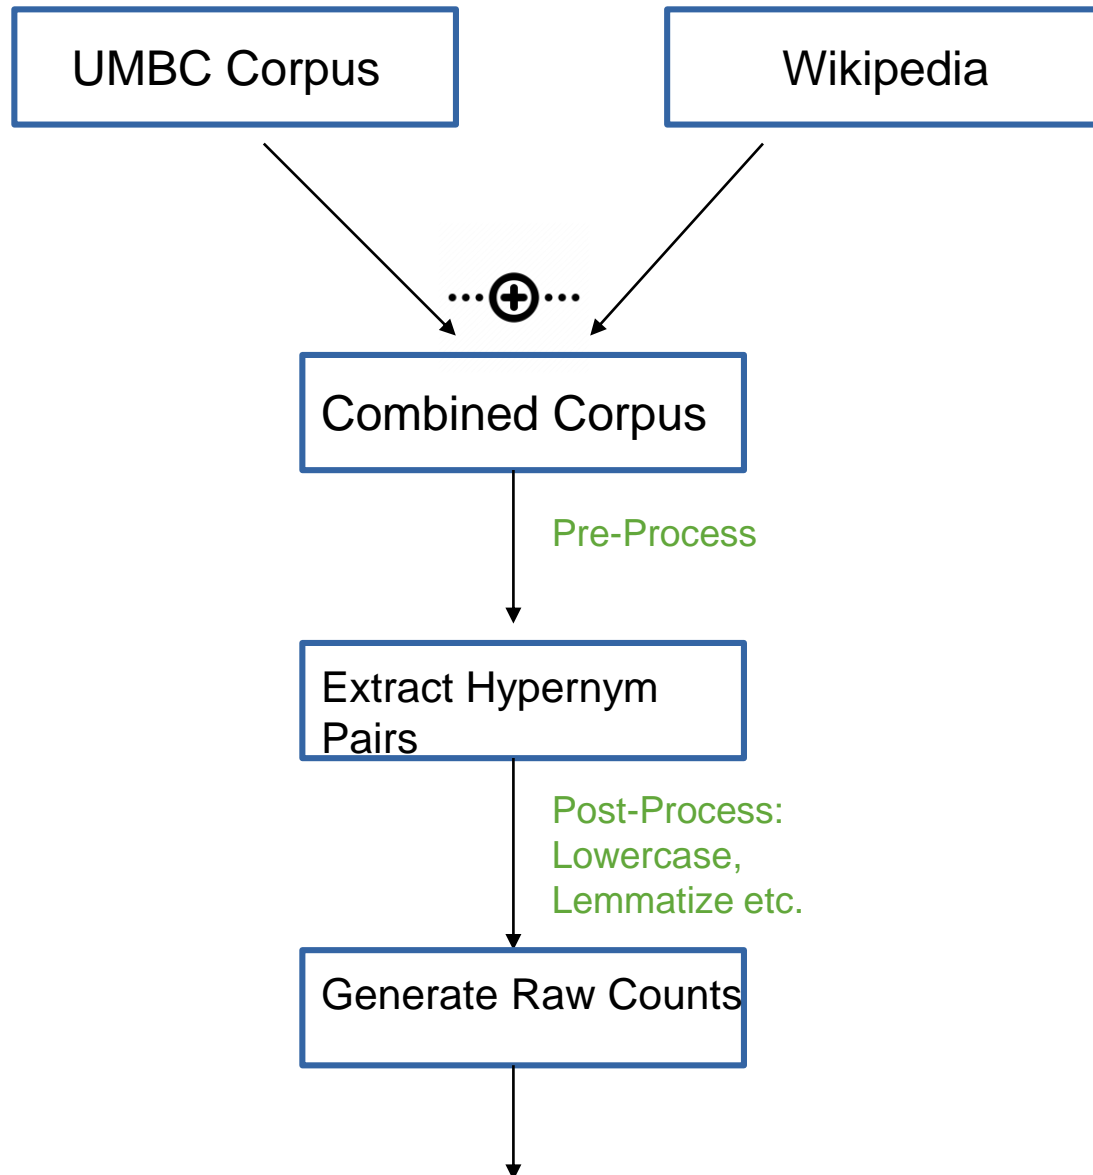 UMBC Corpus
Wikipedia
Combined Corpus
Pre-Process
Extract Hypernym
Pairs
Post-Process:
Lowercase,
Lemmatize etc.
Generate Raw Counts